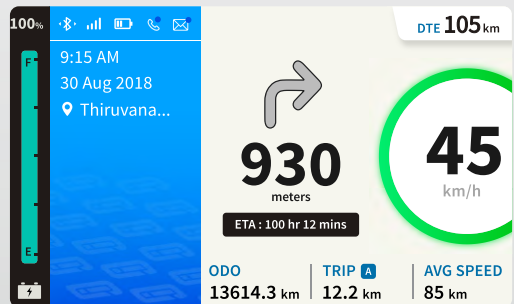 100%
F
E
9:15 AM
30 Aug 2018
Thiruvana...
930
meters
ETA : 100 hr 12 mins
DTE 105 km
45
km/h
ODO
13614.3 km
TRIP A
12.2 km
AVG SPEED
85 km